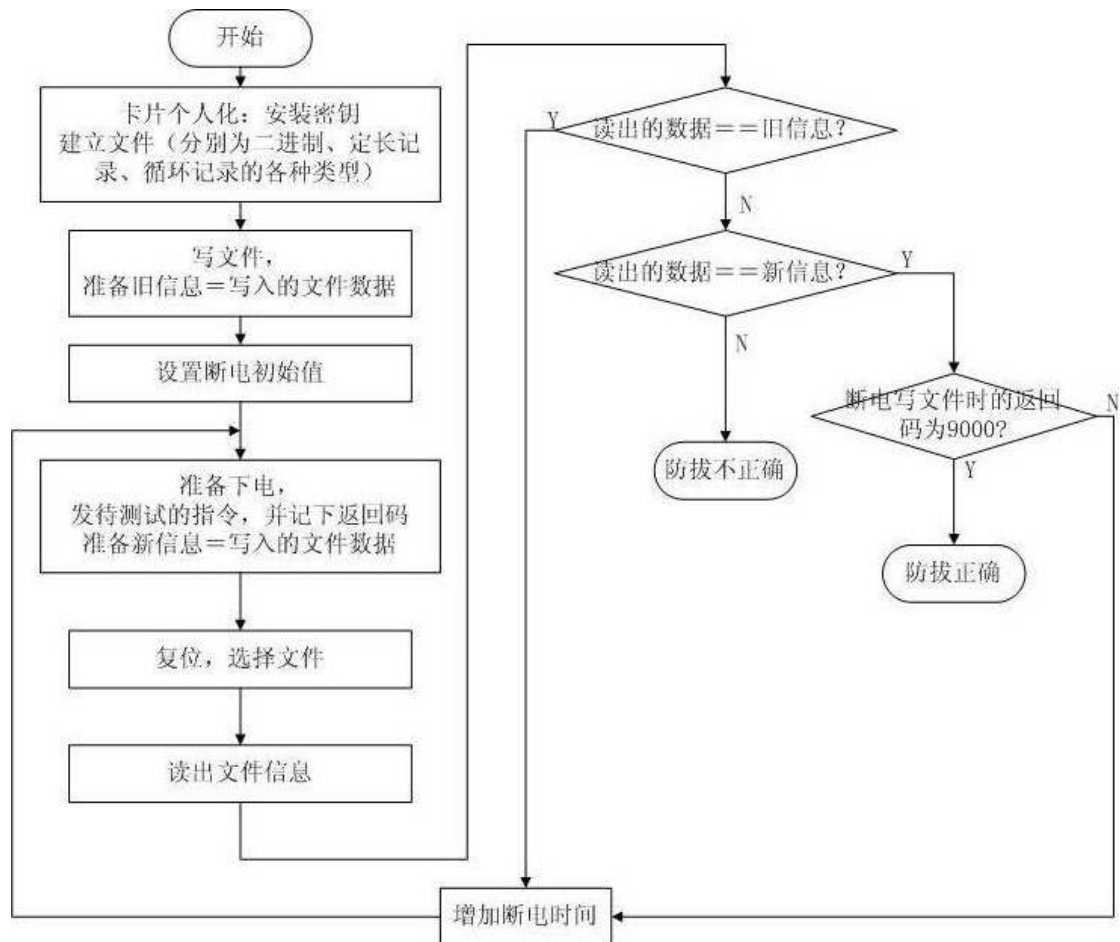 开始
卡片个人化：安装密钥
建立文件（分别为二进制、定长记
录、循环记录的各种类型）
写文件，
准备旧信息＝写入的文件数据
设置断电初始值
准备下电，
发待测试的指令，并记下返回码
准备新信息＝写入的文件数据
复位，选择文件
读出文件信息
读出的数据==旧信息？
Y
N
读出的数据==新信息？
Y
N
断电写文件时的返回
码为9000?
N
Y
防拔不正确
防拔正确
增加断电时间